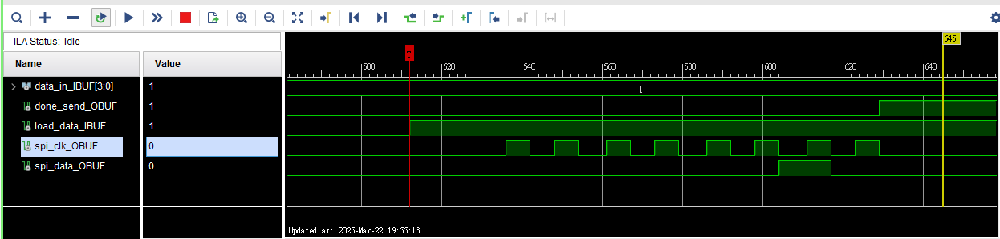 ILA Status: Idle
Name Value
645
T
500 520 540 560 580 600 620 640
data_in_IBUF[3:0] 1 1
done_send_OBUF 1
load_data_IBUF 1
spi_clk_OBUF 0
spi_data_OBUF 0
Updated at: 2025-Mar-22 19:55:18